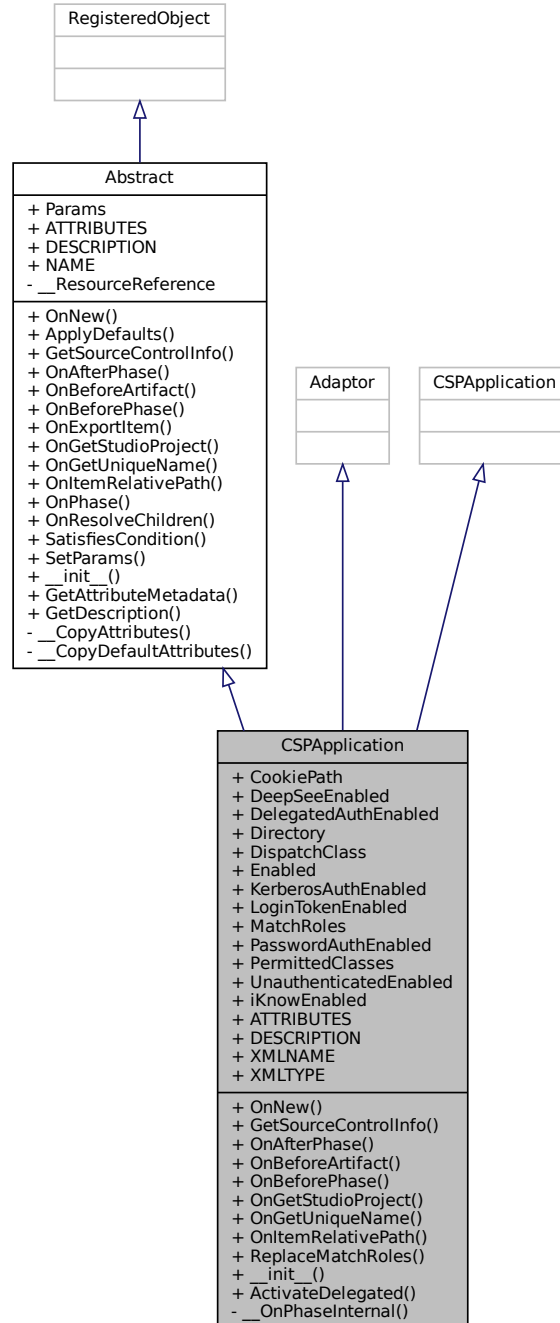 RegisteredObject
Abstract
+ Params
+ ATTRIBUTES
+ DESCRIPTION
+ NAME
- __ResourceReference
+ OnNew()
+ ApplyDefaults()
+ GetSourceControlInfo()
+ OnAfterPhase()
+ OnBeforeArtifact()
+ OnBeforePhase()
+ OnExportItem()
+ OnGetStudioProject()
+ OnGetUniqueName()
+ OnItemRelativePath()
+ OnPhase()
+ OnResolveChildren()
+ SatisfiesCondition()
+ SetParams()
+ __init__()
+ GetAttributeMetadata()
+ GetDescription()
- __CopyAttributes()
- __CopyDefaultAttributes()
Adaptor
CSPApplication
CSPApplication
+ CookiePath
+ DeepSeeEnabled
+ DelegatedAuthEnabled
+ Directory
+ DispatchClass
+ Enabled
+ KerberosAuthEnabled
+ LoginTokenEnabled
+ MatchRoles
+ PasswordAuthEnabled
+ PermittedClasses
+ UnauthenticatedEnabled
+ iKnowEnabled
+ ATTRIBUTES
+ DESCRIPTION
+ XMLNAME
+ XMLTYPE
+ OnNew()
+ GetSourceControlInfo()
+ OnAfterPhase()
+ OnBeforeArtifact()
+ OnBeforePhase()
+ OnGetStudioProject()
+ OnGetUniqueName()
+ OnItemRelativePath()
+ ReplaceMatchRoles()
+ __init__()
+ ActivateDelegated()
- __OnPhaseInternal()